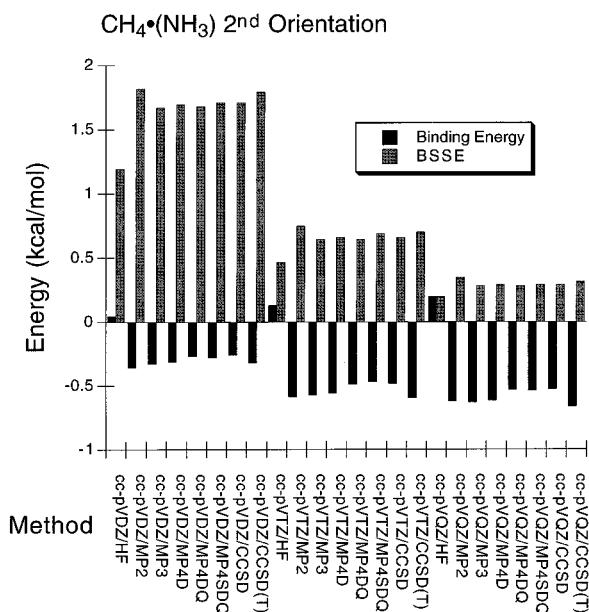 CH₄•(NH₃) 2ⁿᵈ Orientation
2
1.5
1
0.5
0
-0.5
-1
Energy (kcal/mol)
Binding Energy
BSSE
Method
cc-pVDZ/HF
cc-pVDZ/MP2
cc-pVDZ/MP3
cc-pVDZ/MP4D
cc-pVDZ/MP4DQ
cc-pVDZ/MP4SDQ
cc-pVDZ/CCSD
cc-pVDZ/CCSD(T)
cc-pVTZ/HF
cc-pVTZ/MP2
cc-pVTZ/MP3
cc-pVTZ/MP4D
cc-pVTZ/MP4DQ
cc-pVTZ/MP4SDQ
cc-pVTZ/CCSD
cc-pVTZ/CCSD(T)
cc-pVQZ/HF
cc-pVQZ/MP2
cc-pVQZ/MP3
cc-pVQZ/MP4D
cc-pVQZ/MP4DQ
cc-pVQZ/MP4SDQ
cc-pVQZ/CCSD
cc-pVQZ/CCSD(T)